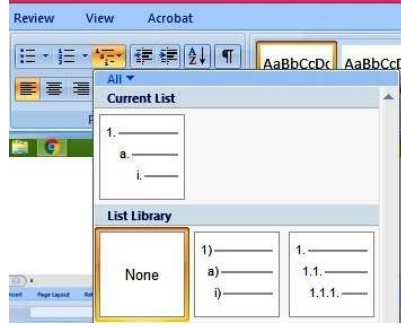 Review View Acrobat
AaBbCcDc AaBbCcI
All
Current List
1.
a.
i.
List Library
None
1)
a)
i)
1.
1.1.
1.1.1.
Page Layout